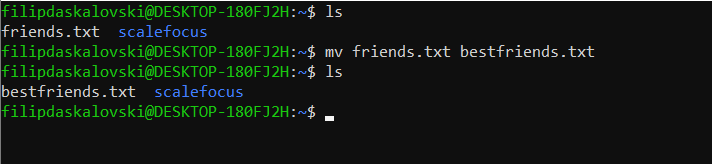 filipdaskalovski@DESKTOP-180FJ2H:~$ ls
friends.txt  scalefocus
filipdaskalovski@DESKTOP-180FJ2H:~$ mv friends.txt bestfriends.txt
filipdaskalovski@DESKTOP-180FJ2H:~$ ls
bestfriends.txt  scalefocus
filipdaskalovski@DESKTOP-180FJ2H:~$